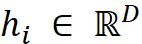 hᵢ ∈ ℝᴰ